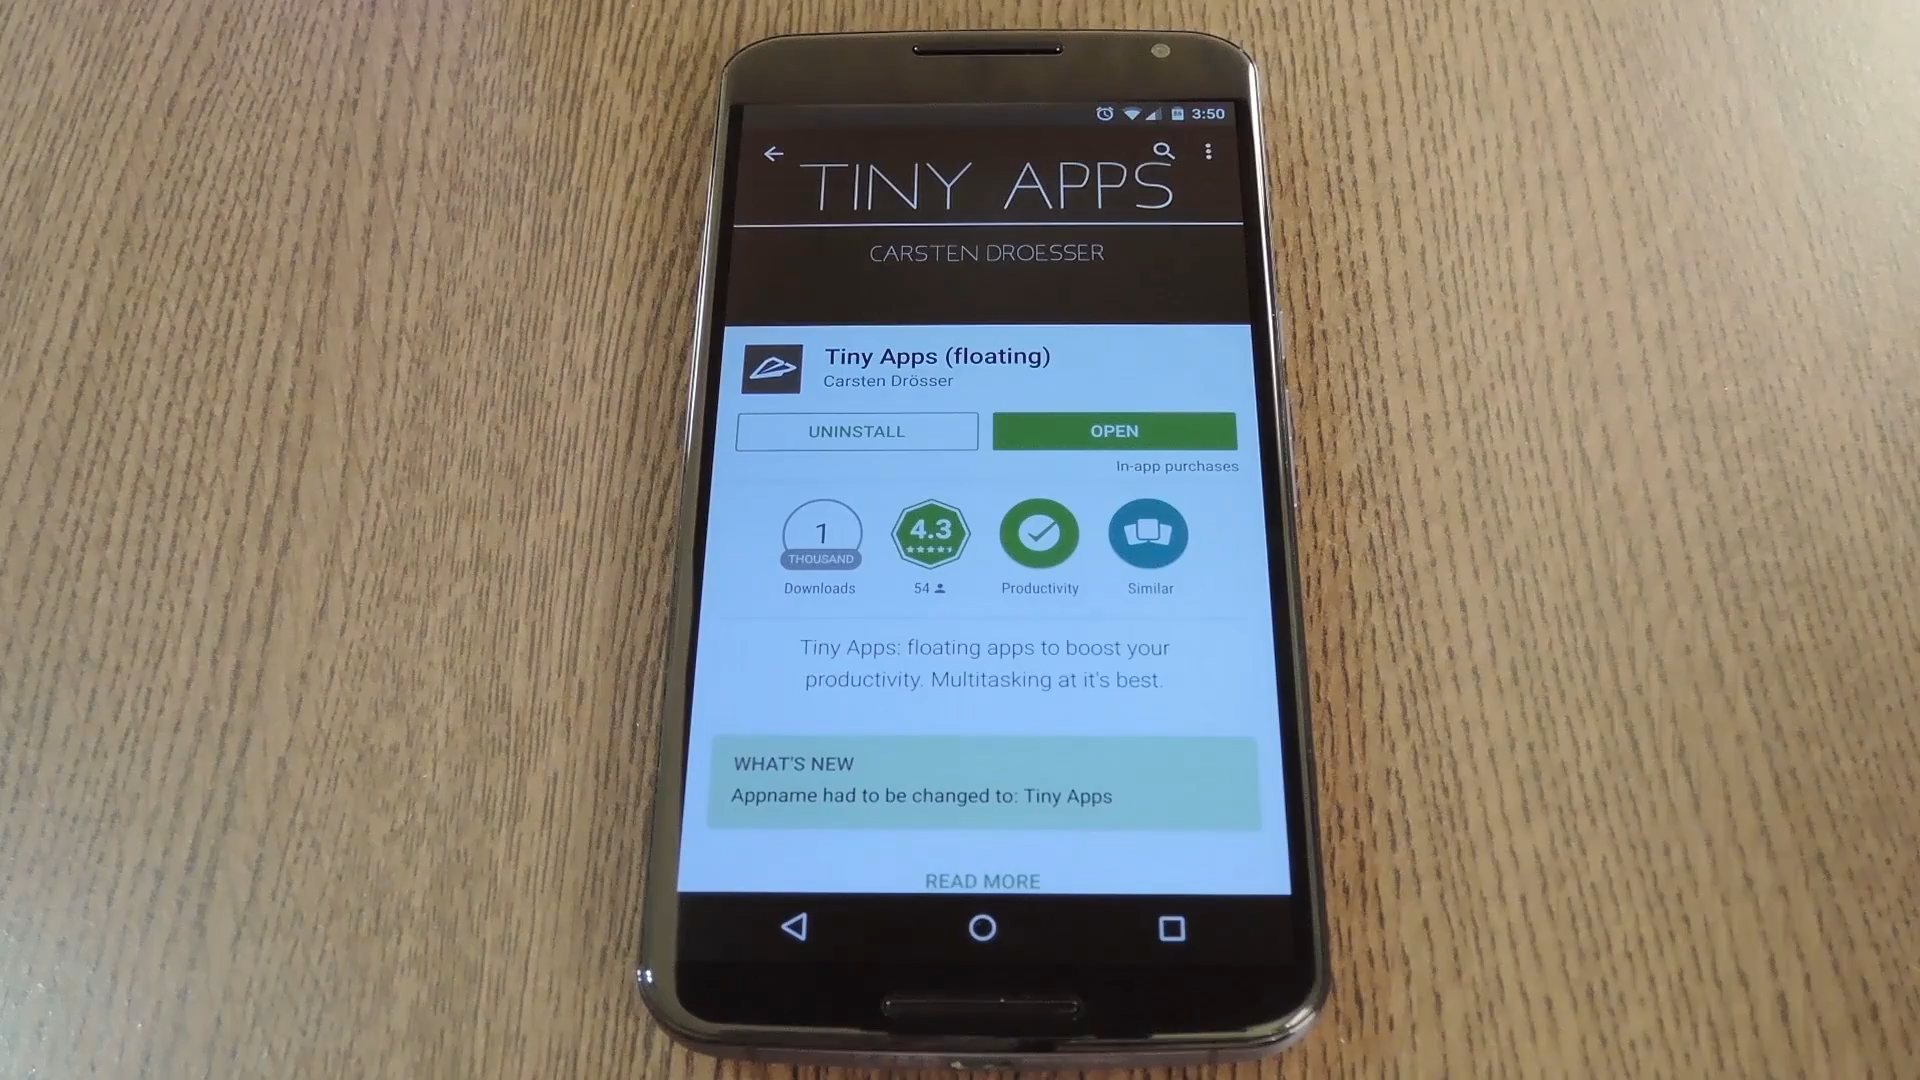 3:50
TINY APPS
CARSTEN DROESSER
Tiny Apps (floating)
Carsten Drösser
UNINSTALL
OPEN
In-app purchases
1
THOUSAND
4.3
Downloads
54
Productivity
Similar
Tiny Apps: floating apps to boost your
productivity. Multitasking at it's best.
WHAT'S NEW
Appname had to be changed to: Tiny Apps
READ MORE